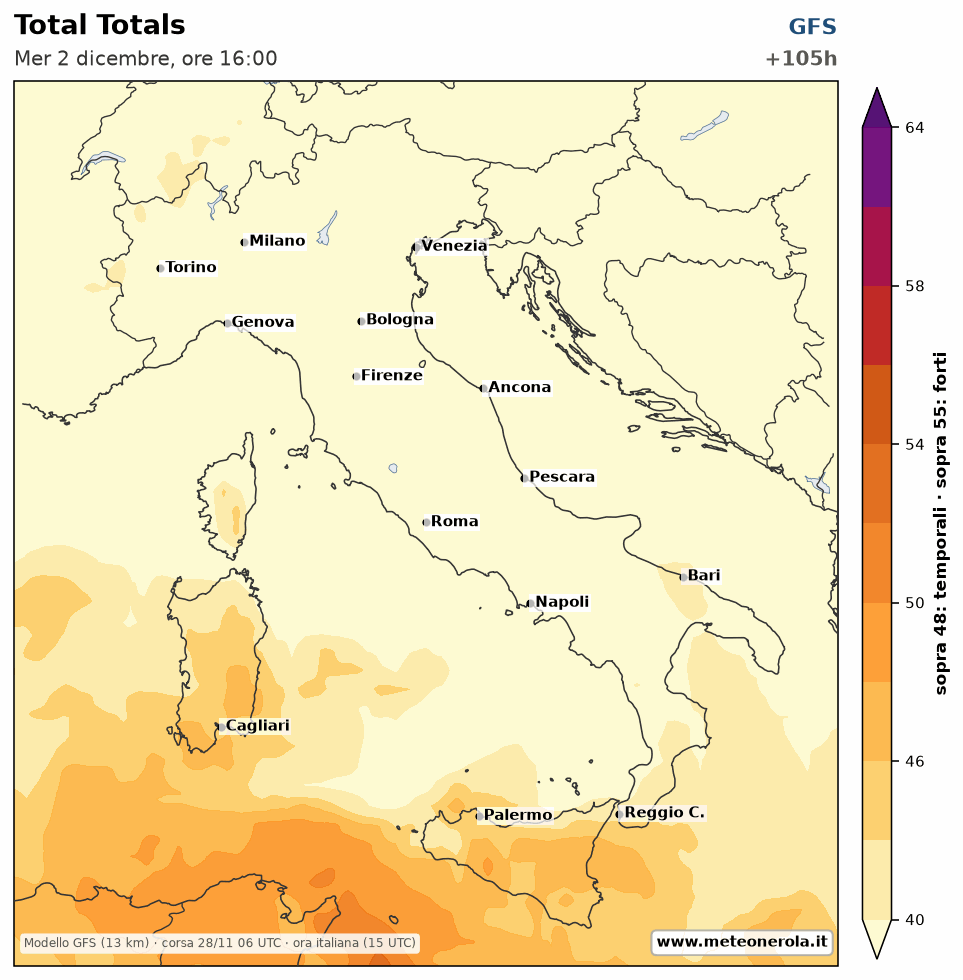 Total Totals
GFS
Mer 2 dicembre, ore 16:00
+105h
Milano
Venezia
Torino
Genova
Bologna
Firenze
Ancona
Pescara
Roma
Bari
Napoli
Cagliari
Palermo
Reggio C.
64
58
54
50
46
40
sopra 48: temporali · sopra 55: forti
Modello GFS (13 km) · corsa 28/11 06 UTC · ora italiana (15 UTC)
www.meteonerola.it